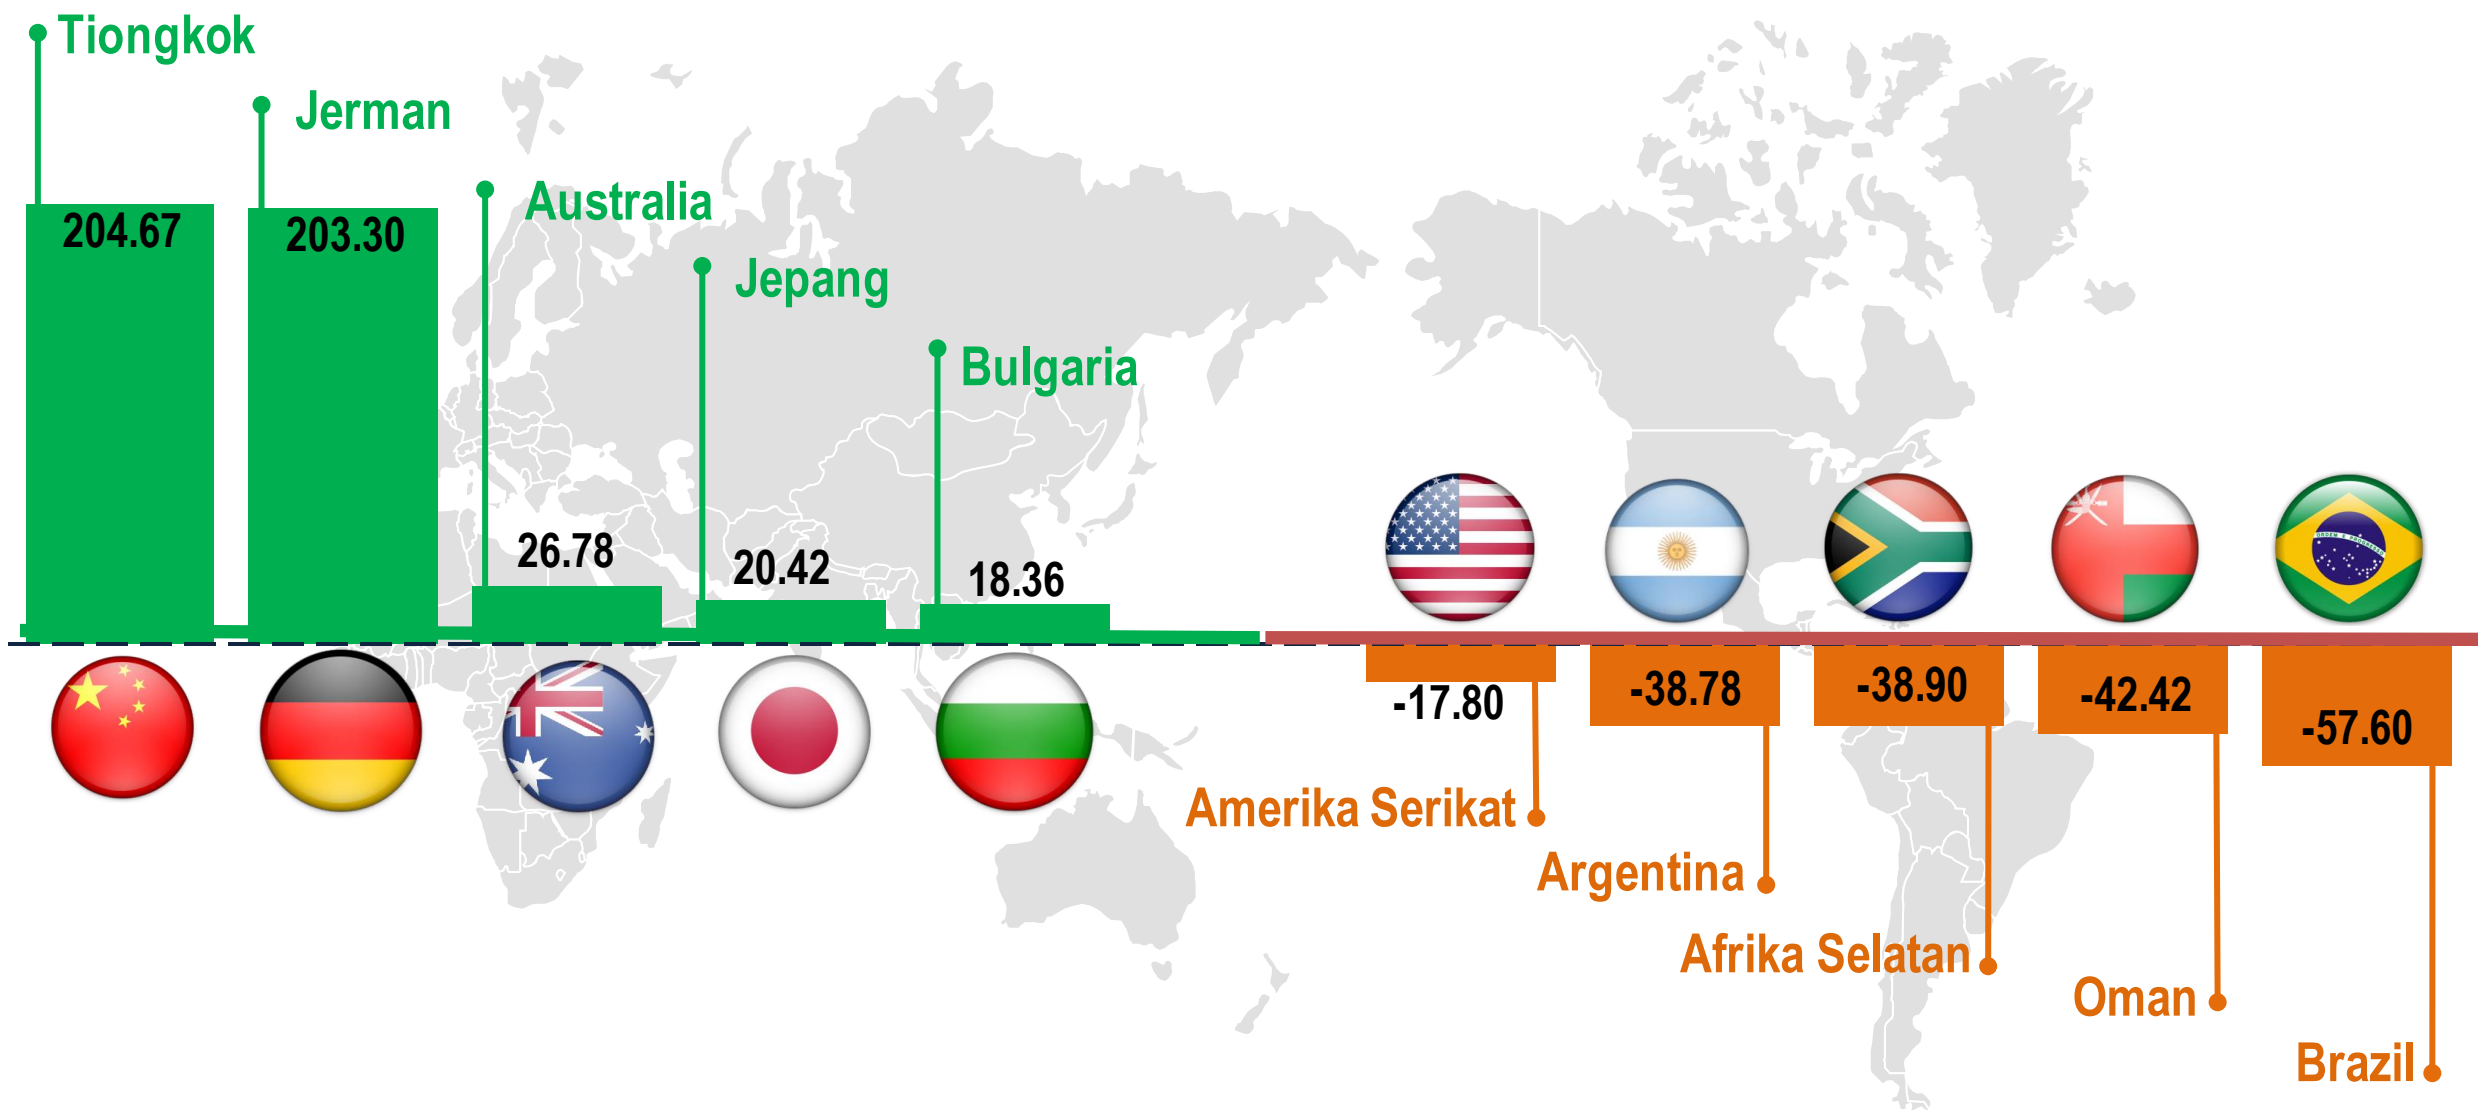 Tiongkok
Jerman
Australia
Jepang
Bulgaria
204.67
203.30
26.78
20.42
18.36
-17.80
-38.78
-38.90
-42.42
-57.60
Amerika Serikat
Argentina
Afrika Selatan
Oman
Brazil